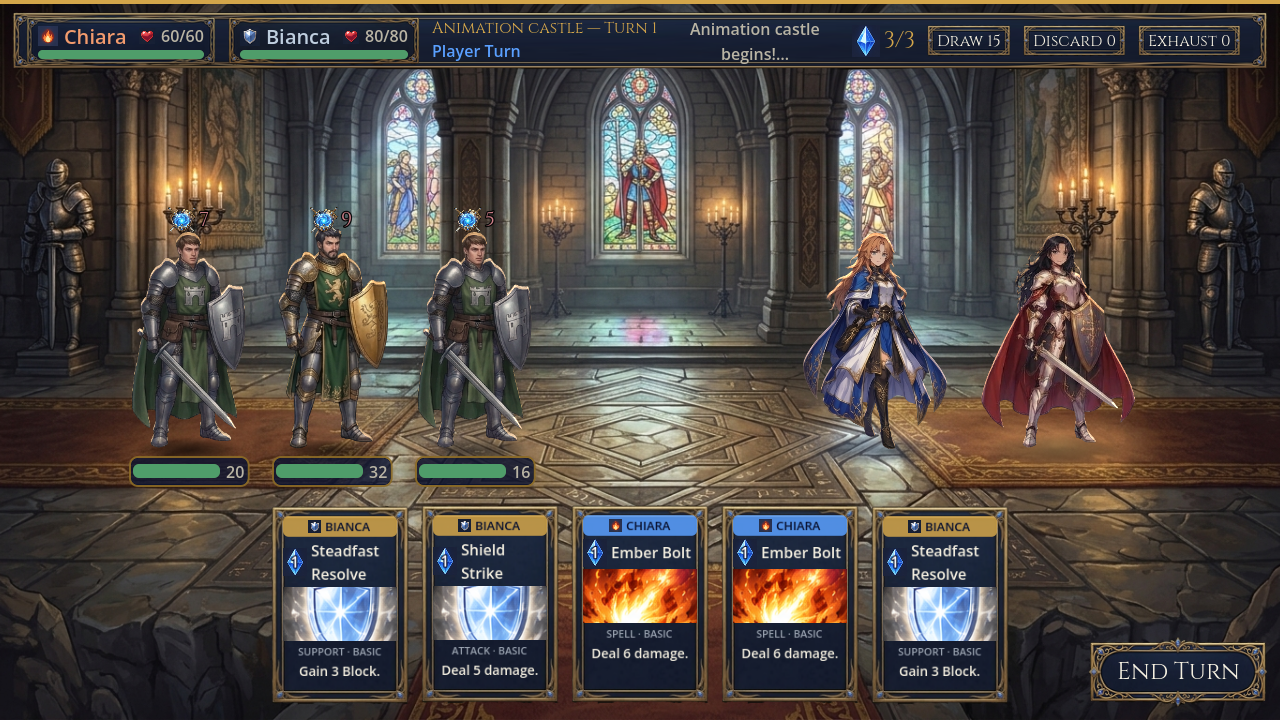 Chiara 60/60
Bianca 80/80
Animation castle — Turn 1
Player Turn
Animation castle
begins!...
3/3
Draw 15
Discard 0
Exhaust 0
7
9
5
20
32
16
BIANCA
1
Steadfast
Resolve
SUPPORT · BASIC
Gain 3 Block.
BIANCA
1
Shield
Strike
ATTACK · BASIC
Deal 5 damage.
CHIARA
1 Ember Bolt
SPELL · BASIC
Deal 6 damage.
CHIARA
1 Ember Bolt
SPELL · BASIC
Deal 6 damage.
BIANCA
1
Steadfast
Resolve
SUPPORT · BASIC
Gain 3 Block.
End Turn